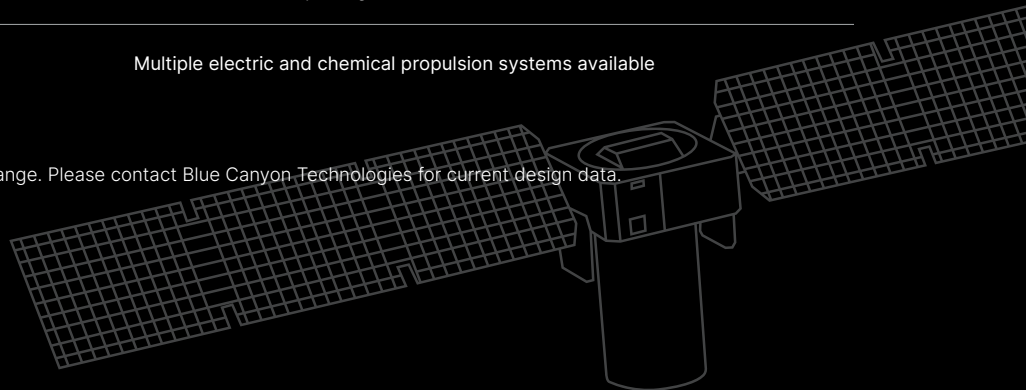 Multiple electric and chemical propulsion systems available
ange. Please contact Blue Canyon Technologies for current design data.